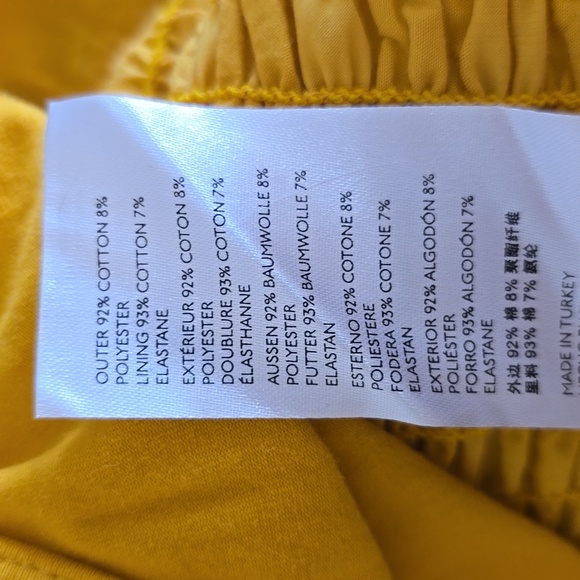 OUTER 92% COTTON 8%
POLYESTER
LINING 93% COTTON 7%
ELASTANE
EXTÉRIEUR 92% COTON 8%
POLYESTER
DOUBLURE 93% COTON 7%
ÉLASTHANNE
AUSSEN 92% BAUMWOLLE 8%
POLYESTER
FUTTER 93% BAUMWOLLE 7%
ELASTAN
ESTERNO 92% COTONE 8%
POLIESTERE
FODERA 93% COTONE 7%
ELASTAN
EXTERIOR 92% ALGODÓN 8%
POLIÉSTER
FORRO 93% ALGODÓN 7%
ELASTANE
外边 92% 棉 8% 聚酯纤维
里料 93% 棉 7% 氨纶
MADE IN TURKEY